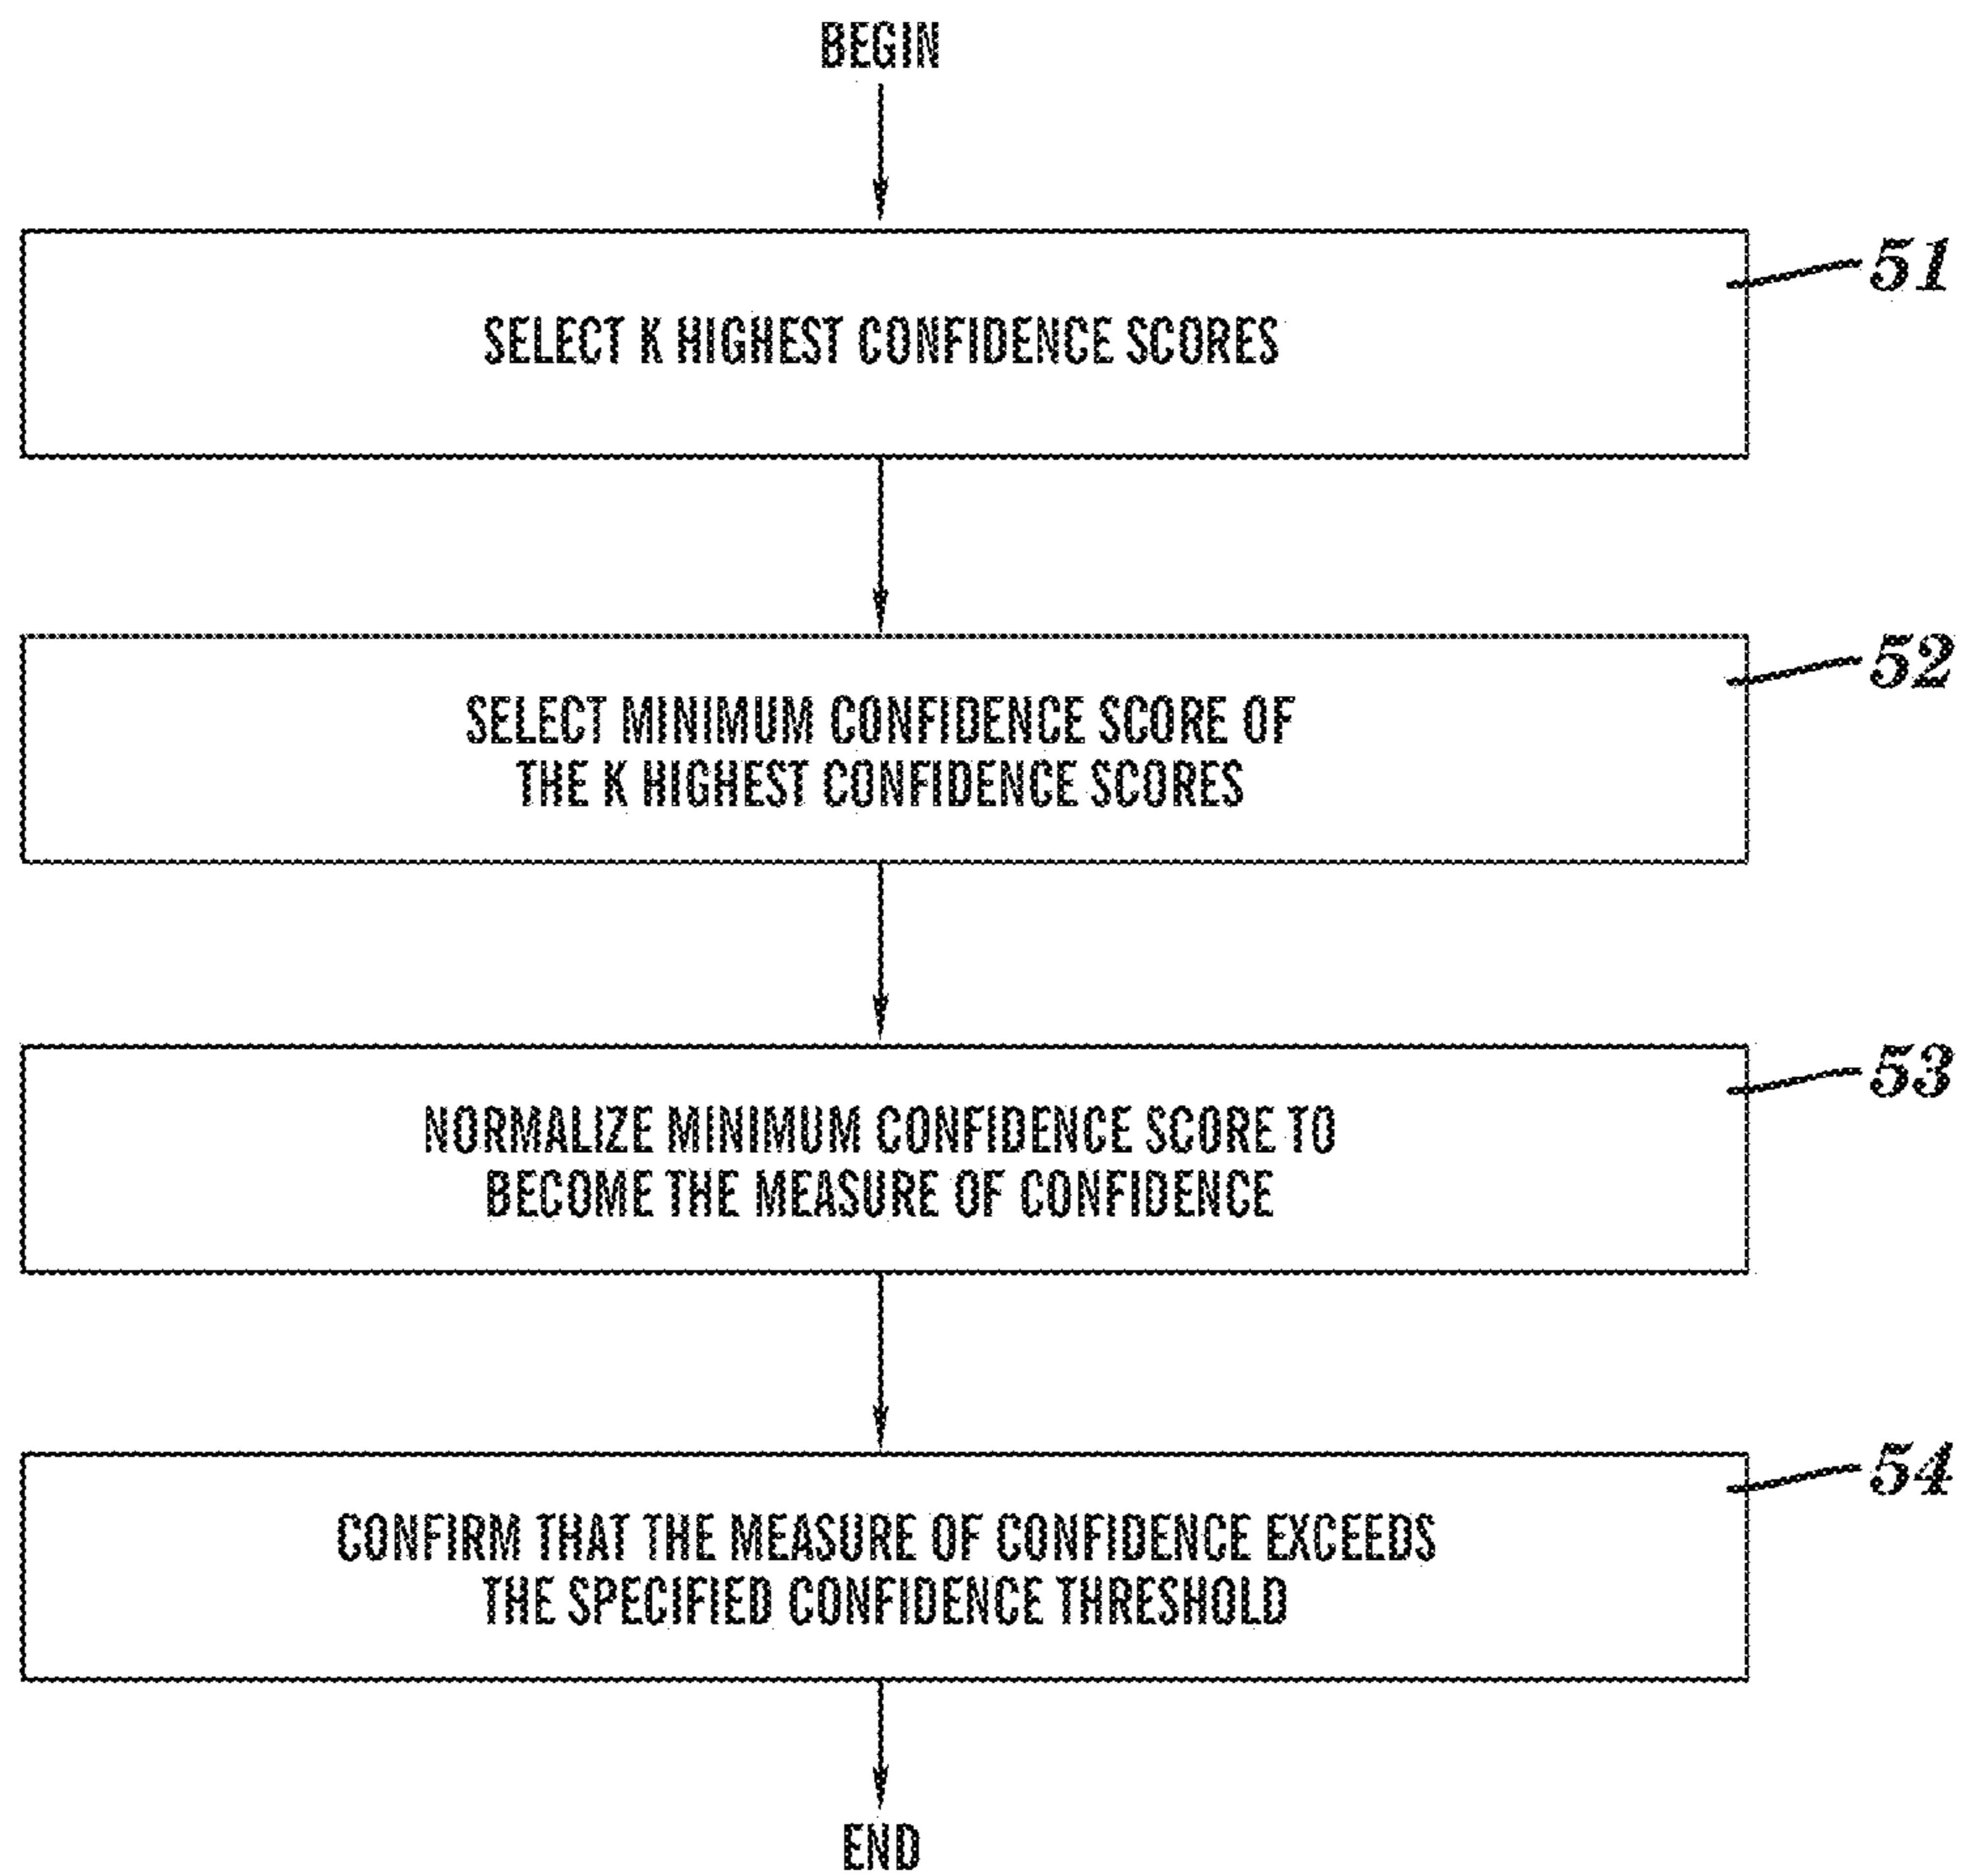 BEGIN
51
SELECT K HIGHEST CONFIDENCE SCORES
52
SELECT MINIMUM CONFIDENCE SCORE OF
THE K HIGHEST CONFIDENCE SCORES
53
NORMALIZE MINIMUM CONFIDENCE SCORE TO
BECOME THE MEASURE OF CONFIDENCE
54
CONFIRM THAT THE MEASURE OF CONFIDENCE EXCEEDS
THE SPECIFIED CONFIDENCE THRESHOLD
END